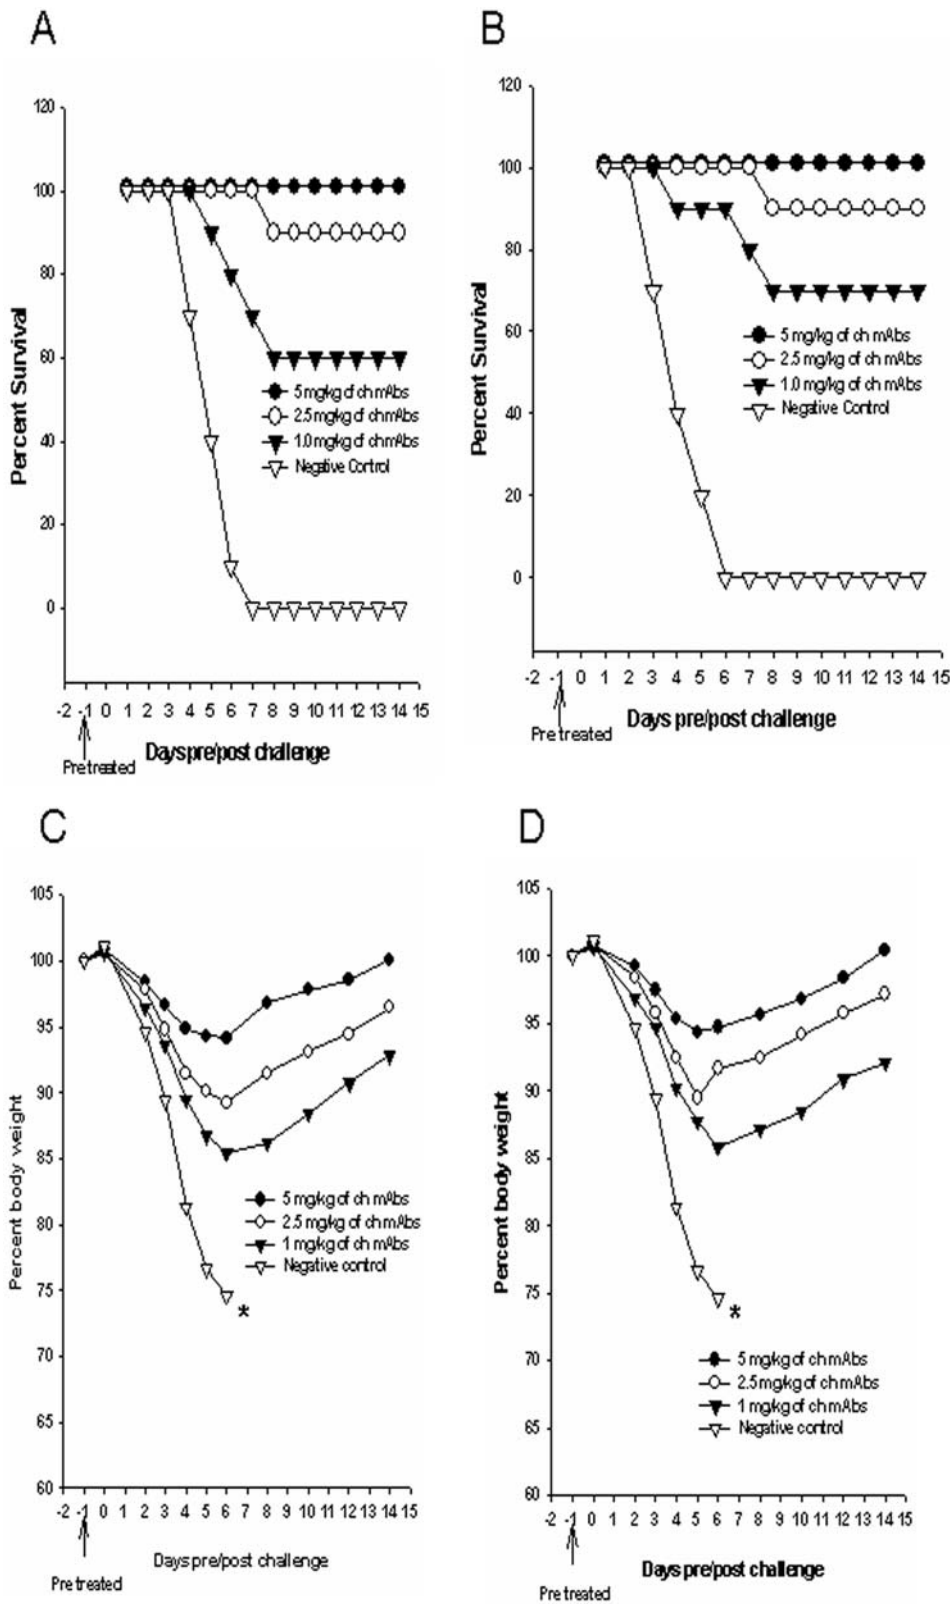 A
120
100
80
60
40
20
0
Percent Survival
5 mg/kg of ch mAbs
2.5 mg/kg of ch mAbs
1.0 mg/kg of ch mAbs
Negative Control
-2 -1 0 1 2 3 4 5 6 7 8 9 10 11 12 13 14 15
Days pre/post challenge
Pre treated
B
120
100
80
60
40
20
0
Percent Survival
5 mg/kg of ch mAbs
2.5 mg/kg of ch mAbs
1.0 mg/kg of ch mAbs
Negative Control
-2 -1 0 1 2 3 4 5 6 7 8 9 10 11 12 13 14 15
Days pre/post challenge
Pre treated
C
105
100
95
90
85
80
75
70
65
60
Percent body weight
5 mg/kg of ch mAbs
2.5 mg/kg of ch mAbs
1 mg/kg of ch mAbs
Negative control
*
-2 -1 0 1 2 3 4 5 6 7 8 9 10 11 12 13 14 15
Days pre/post challenge
Pre treated
D
105
100
95
90
85
80
75
70
65
60
Percent body weight
*
5 mg/kg of ch mAbs
2.5 mg/kg of ch mAbs
1 mg/kg of ch mAbs
Negative control
-2 -1 0 1 2 3 4 5 6 7 8 9 10 11 12 13 14 15
Days pre/post challenge
Pre treated